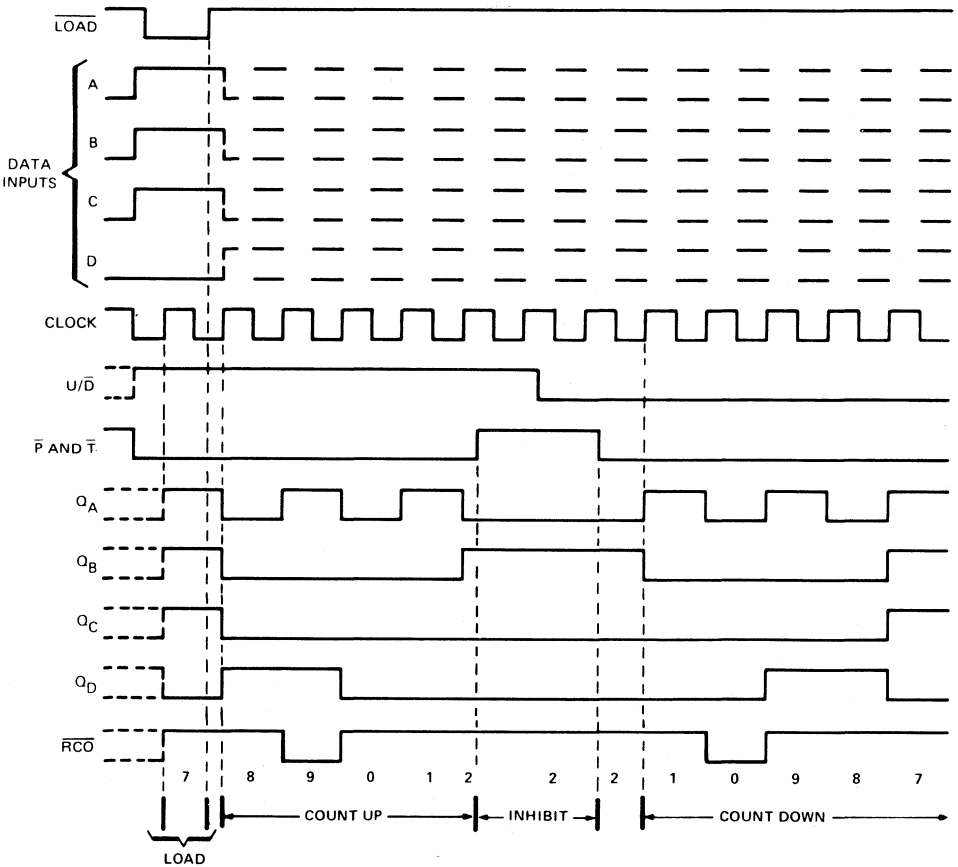 LOAD
A
B
DATA
INPUTS
C
D
CLOCK
U/D̅
P̅ AND T̅
QA
QB
QC
QD
R̅C̅O̅
7 8 9 0 1 2 2 2 1 0 9 8 7
COUNT UP INHIBIT COUNT DOWN
LOAD